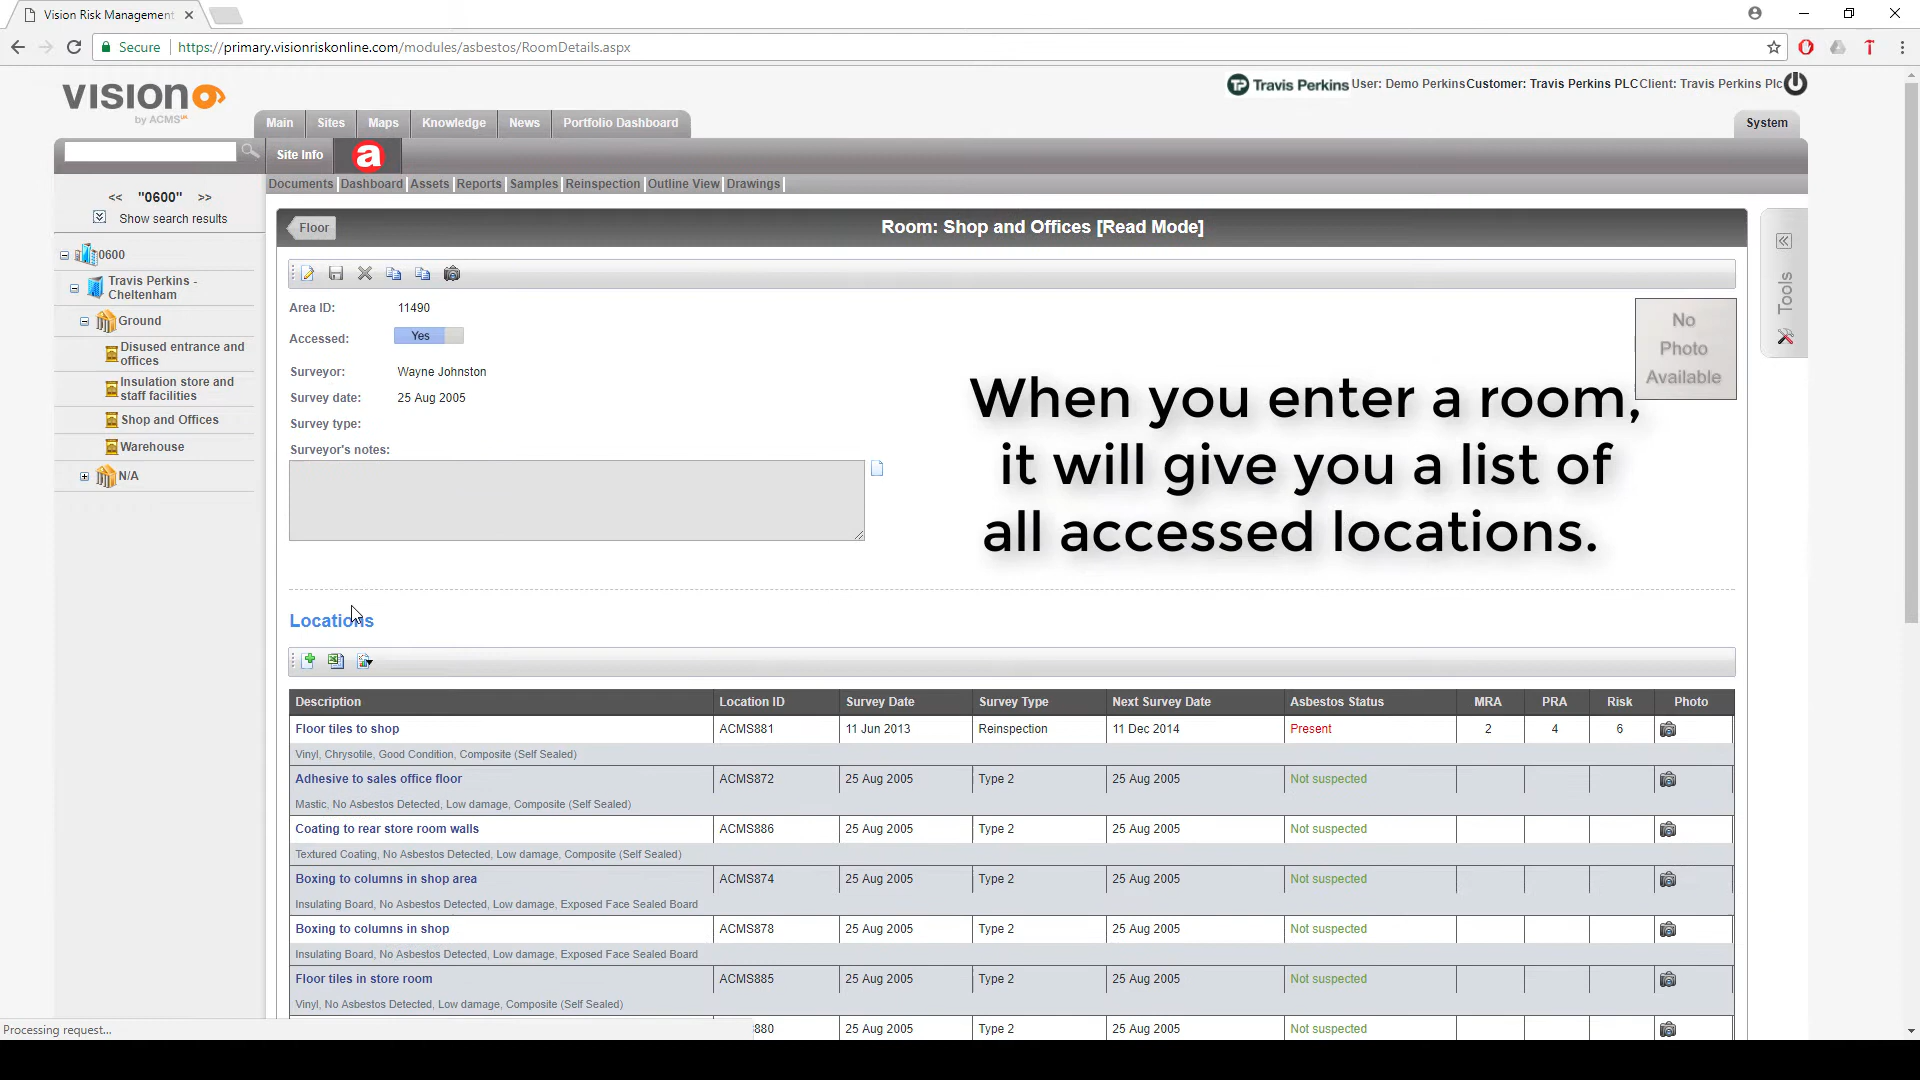 Vision Risk Management
Secure https://primary.visionriskonline.com/modules/asbestos/RoomDetails.aspx
vision
by ACMS UK
Travis Perkins User: Demo Perkins Customer: Travis Perkins PLC Client: Travis Perkins Plc
Main Sites Maps Knowledge News Portfolio Dashboard System
Site Info a
Documents Dashboard Assets Reports Samples Reinspection Outline View Drawings
<< "0600" >>
Show search results
0600
Travis Perkins -
Cheltenham
Ground
Disused entrance and
offices
Insulation store and
staff facilities
Shop and Offices
Warehouse
N/A
Floor Room: Shop and Offices [Read Mode]
Tools
Area ID: 11490
Accessed: Yes
Surveyor: Wayne Johnston
Survey date: 25 Aug 2005
Survey type:
Surveyor's notes:
No
Photo
Available
When you enter a room,
it will give you a list of
all accessed locations.
Locations
Description Location ID Survey Date Survey Type Next Survey Date Asbestos Status MRA PRA Risk Photo
Floor tiles to shop ACMS881 11 Jun 2013 Reinspection 11 Dec 2014 Present 2 4 6
Vinyl, Chrysotile, Good Condition, Composite (Self Sealed)
Adhesive to sales office floor ACMS872 25 Aug 2005 Type 2 25 Aug 2005 Not suspected
Mastic, No Asbestos Detected, Low damage, Composite (Self Sealed)
Coating to rear store room walls ACMS886 25 Aug 2005 Type 2 25 Aug 2005 Not suspected
Textured Coating, No Asbestos Detected, Low damage, Composite (Self Sealed)
Boxing to columns in shop area ACMS874 25 Aug 2005 Type 2 25 Aug 2005 Not suspected
Insulating Board, No Asbestos Detected, Low damage, Exposed Face Sealed Board
Boxing to columns in shop ACMS878 25 Aug 2005 Type 2 25 Aug 2005 Not suspected
Insulating Board, No Asbestos Detected, Low damage, Exposed Face Sealed Board
Floor tiles in store room ACMS885 25 Aug 2005 Type 2 25 Aug 2005 Not suspected
Vinyl, No Asbestos Detected, Low damage, Composite (Self Sealed)
Processing request... 880 25 Aug 2005 Type 2 25 Aug 2005 Not suspected